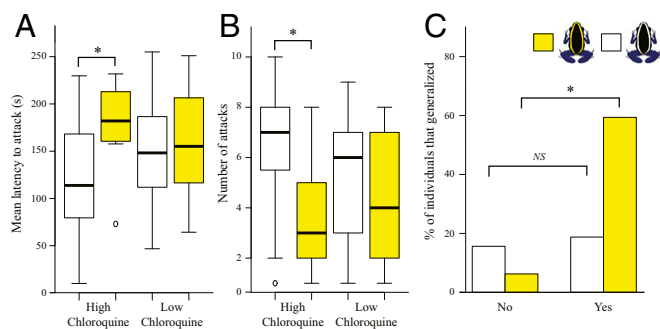 A
B
C
Mean latency to attack (s)
250
200
150
100
50
0
*
High Chloroquine
Low Chloroquine
Number of attacks
10
8
6
4
2
0
*
High Chloroquine
Low Chloroquine
% of individuals that generalized
80
60
40
20
0
NS
*
No
Yes